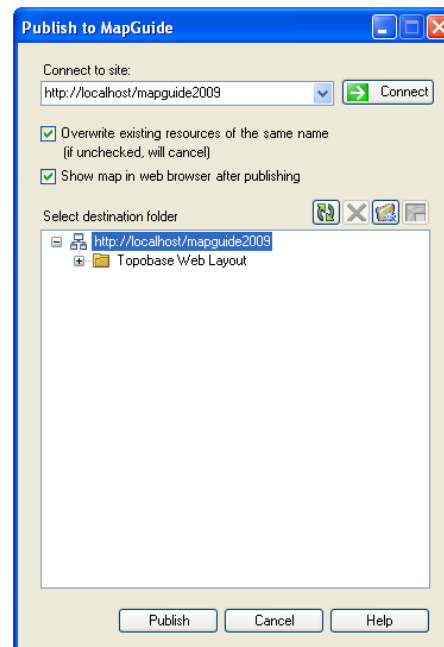 Publish to MapGuide
Connect to site:
http://localhost/mapguide2009
Connect
Overwrite existing resources of the same name
(if unchecked, will cancel)
Show map in web browser after publishing
Select destination folder
http://localhost/mapguide2009
Topobase Web Layout
Publish
Cancel
Help